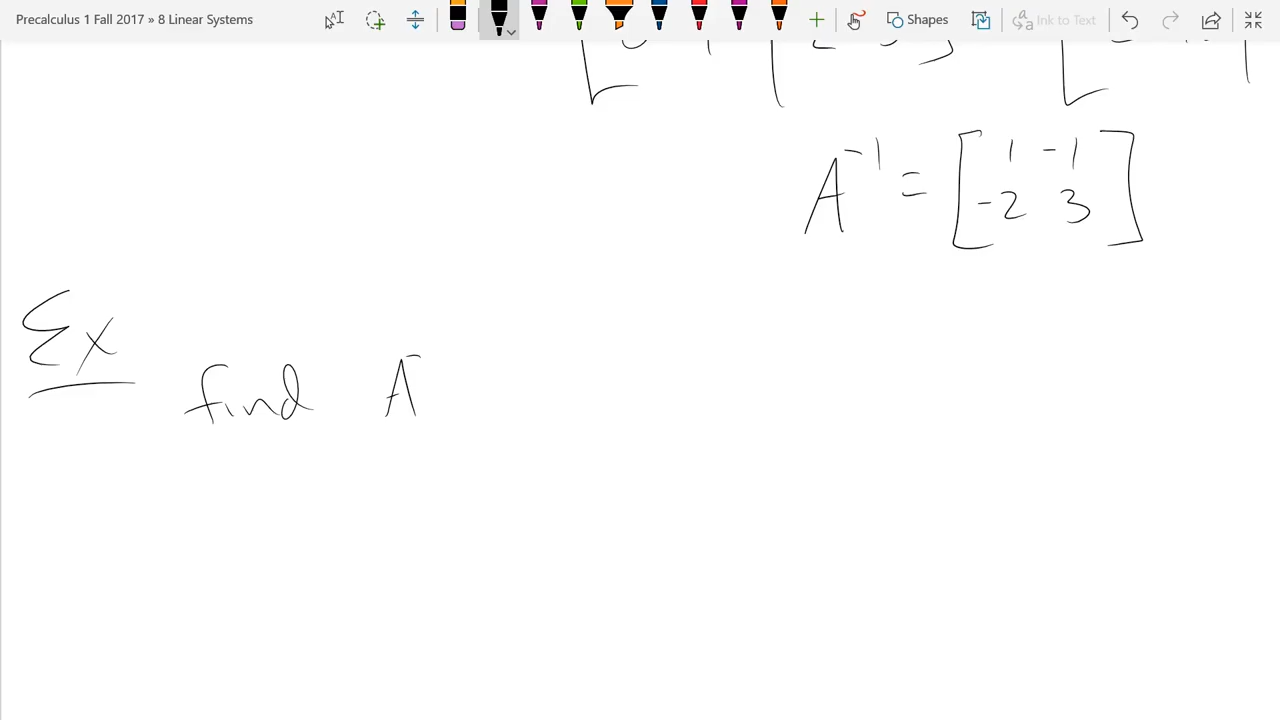 Precalculus 1 Fall 2017 » 8 Linear Systems
Shapes
Ink to Text
A⁻¹ = [ 1 -1
-2 3 ]
Ex
find A⁻